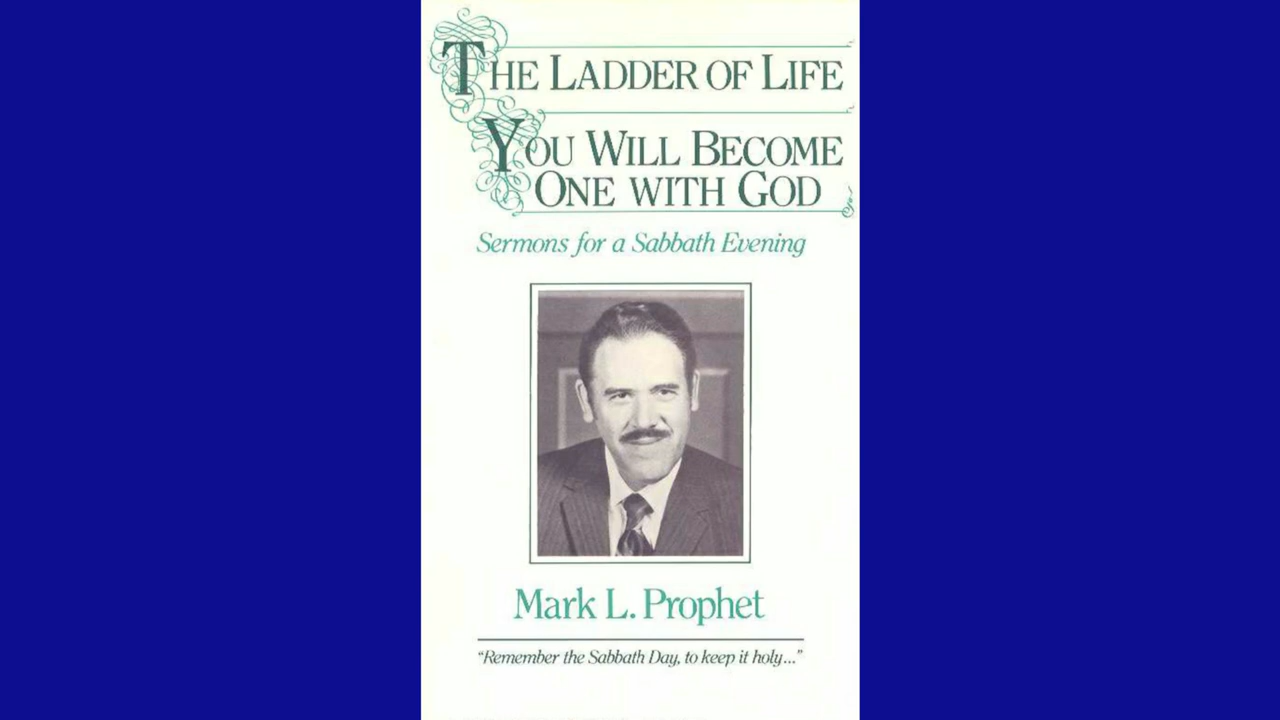 The Ladder of Life
You Will Become
One with God
Sermons for a Sabbath Evening
Mark L. Prophet
"Remember the Sabbath Day, to keep it holy..."